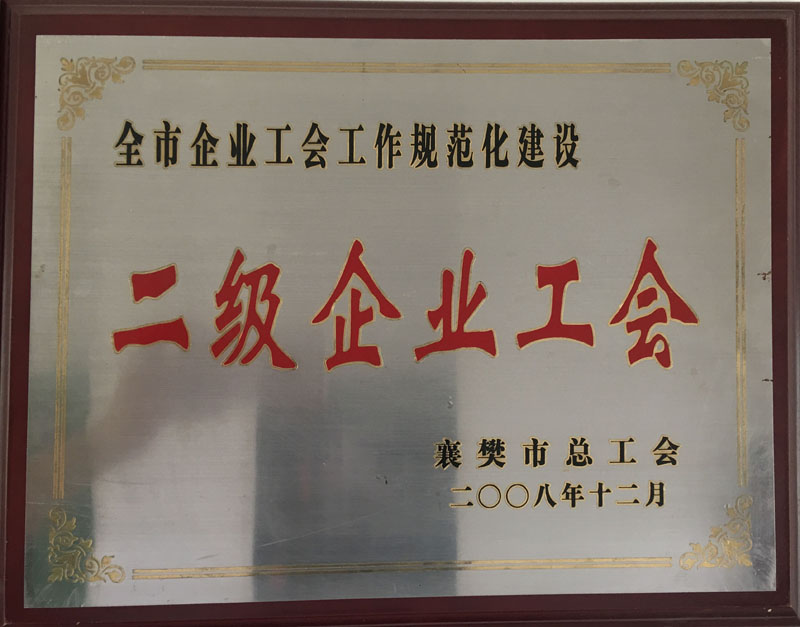 全市企业工会工作规范化建设
二级企业工会
襄樊市总工会
二〇〇八年十二月